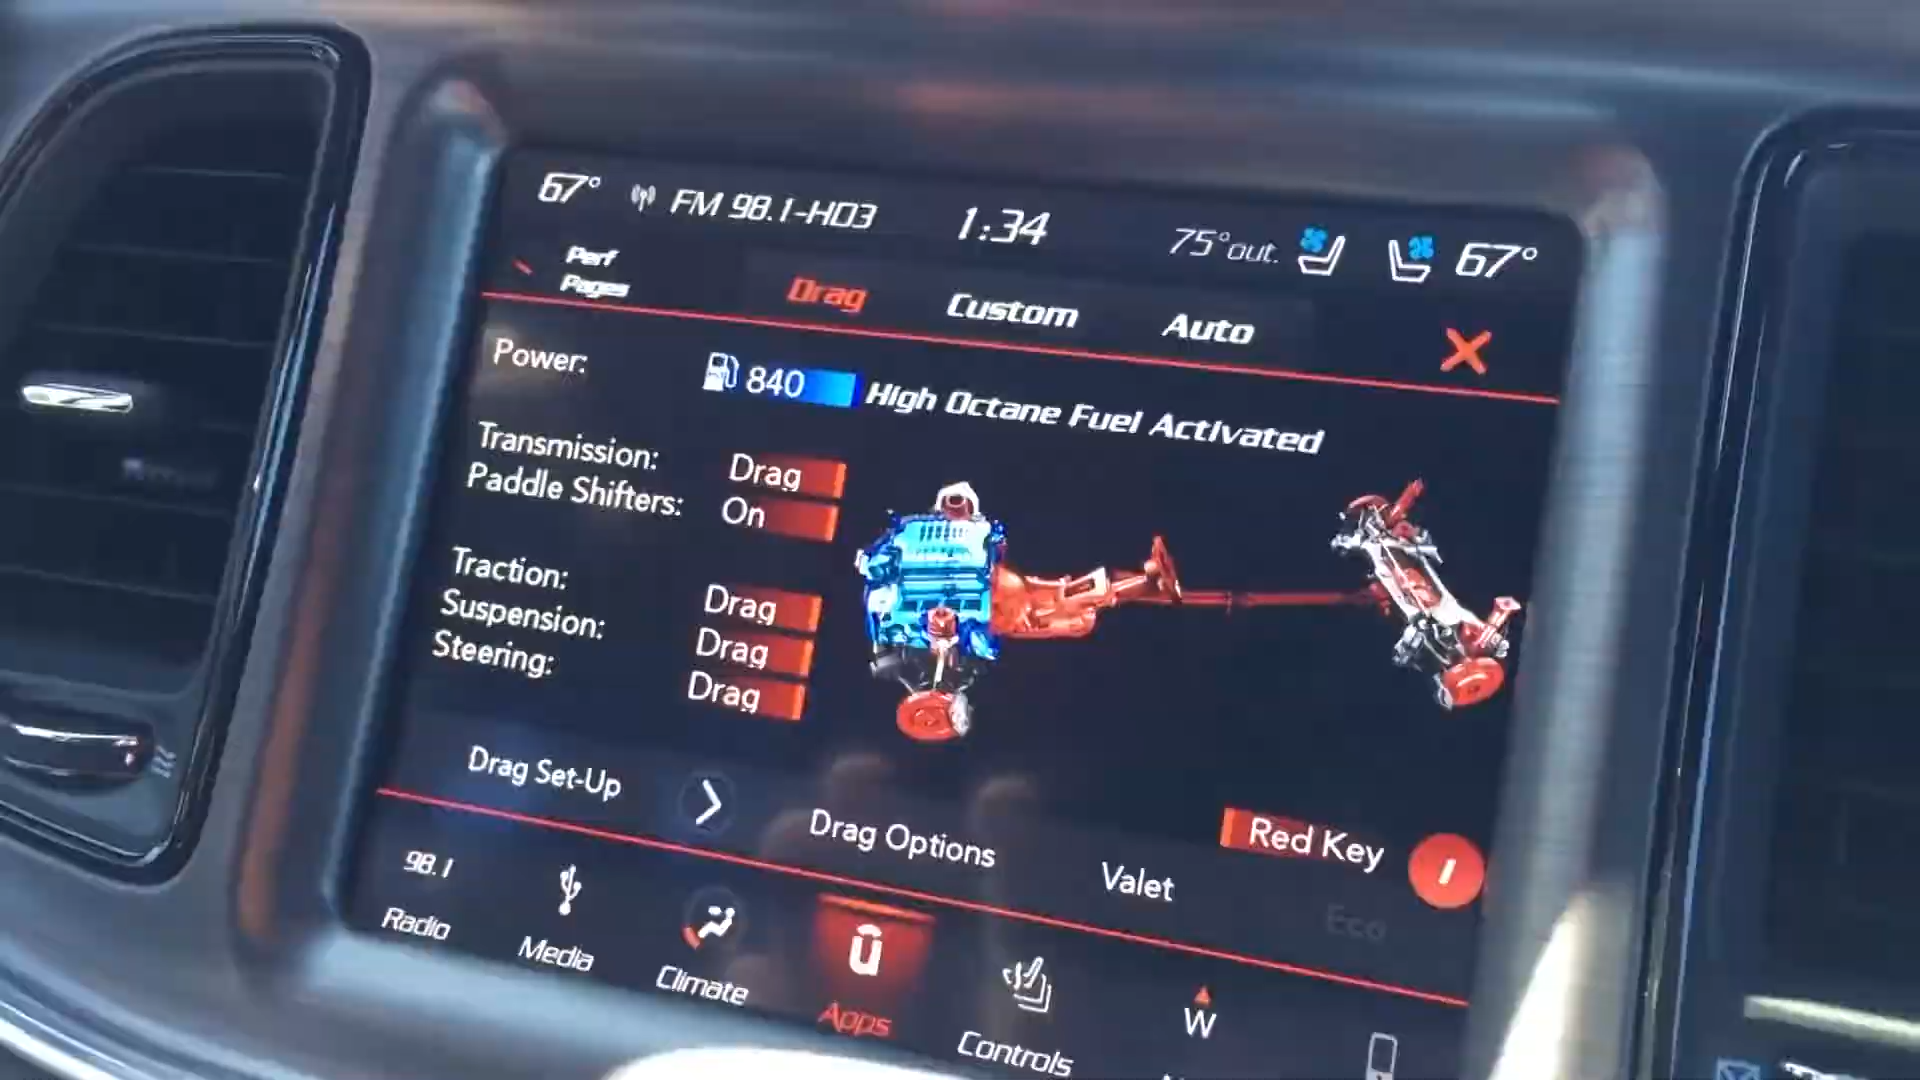 67° FM 98.1-HD3 1:34 75°out. 67°
Perf
Pages
Drag Custom Auto
Power: 840 High Octane Fuel Activated
Transmission: Drag
Paddle Shifters: On
Traction: Drag
Suspension: Drag
Steering: Drag
Drag Set-Up
Drag Options
Valet
Red Key
Eco
98.1
Radio
Media
Climate
Apps
Controls
W